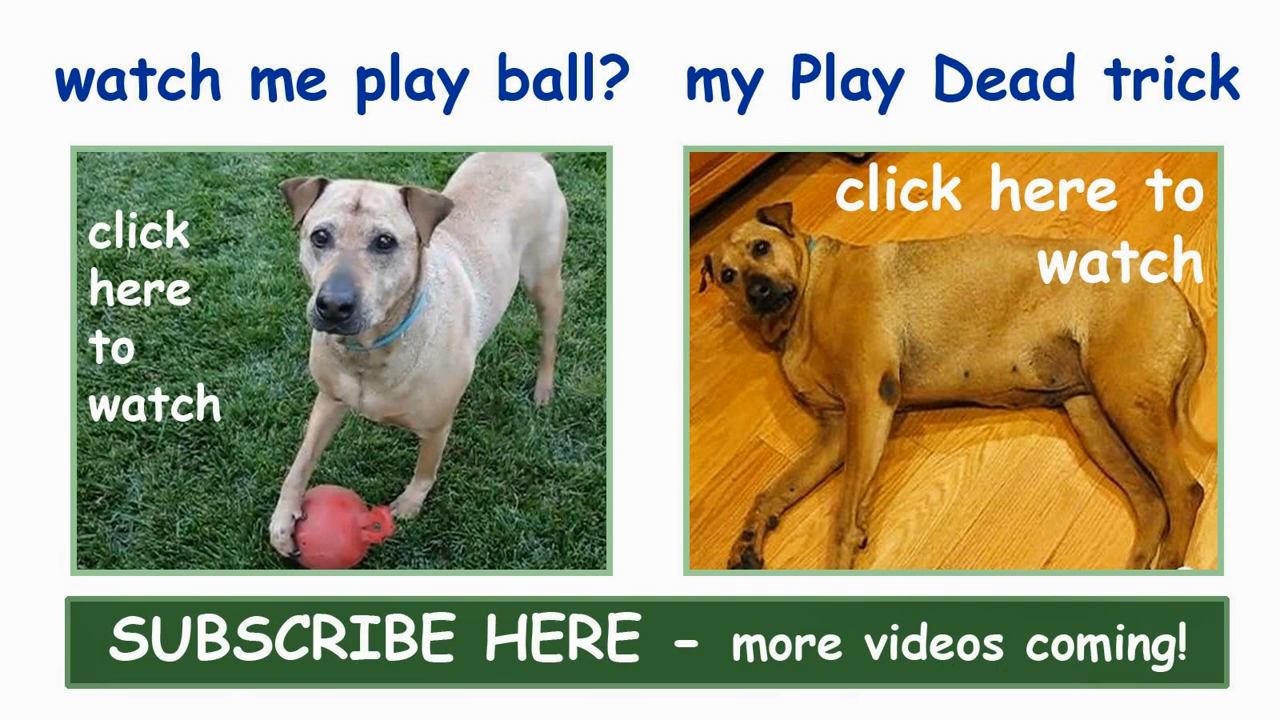 watch me play ball?
my Play Dead trick
click
here
to
watch
click here to
watch
SUBSCRIBE HERE - more videos coming!